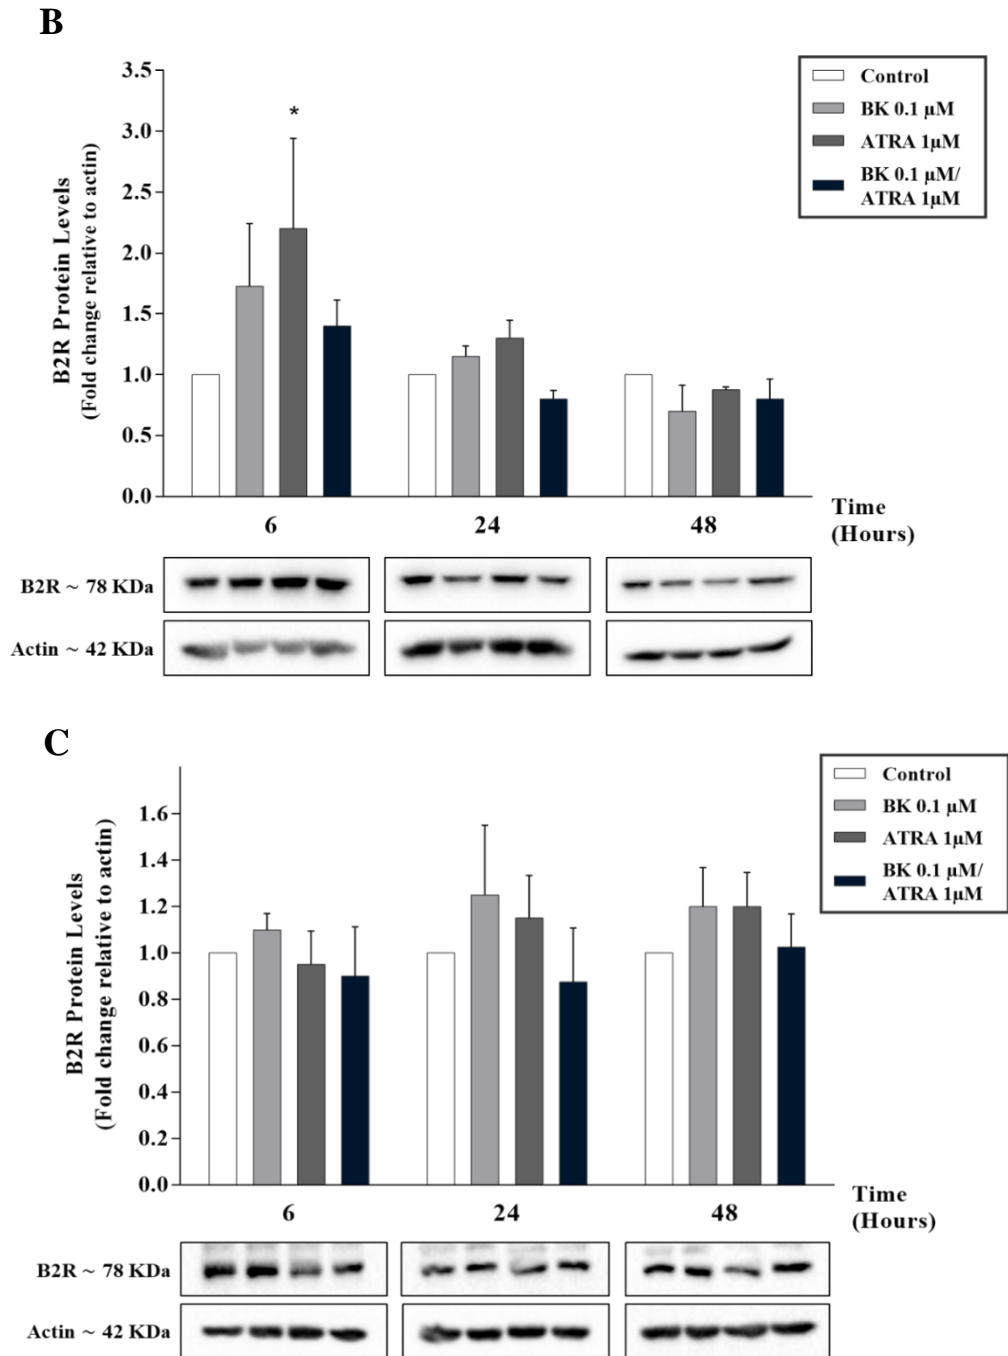 B
3.5
3.0
2.5
2.0
1.5
1.0
0.5
0.0
B2R Protein Levels
(Fold change relative to actin)
*
Control
BK 0.1 µM
ATRA 1µM
BK 0.1 µM/
ATRA 1µM
6
24
48
Time
(Hours)
B2R ~ 78 KDa
Actin ~ 42 KDa
C
1.6
1.4
1.2
1.0
0.8
0.6
0.4
0.2
0.0
B2R Protein Levels
(Fold change relative to actin)
Control
BK 0.1 µM
ATRA 1µM
BK 0.1 µM/
ATRA 1µM
6
24
48
Time
(Hours)
B2R ~ 78 KDa
Actin ~ 42 KDa